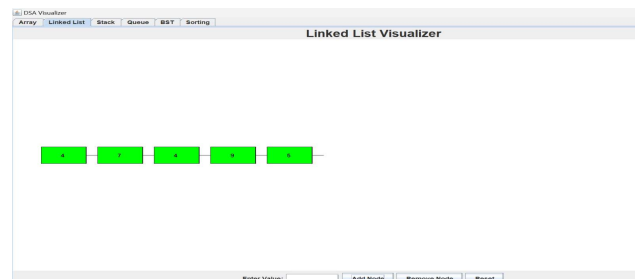 DSA Visualizer
Array Linked List Stack Queue BST Sorting
Linked List Visualizer
4 7 4 9 5
Enter Value: Add Node Remove Node Reset